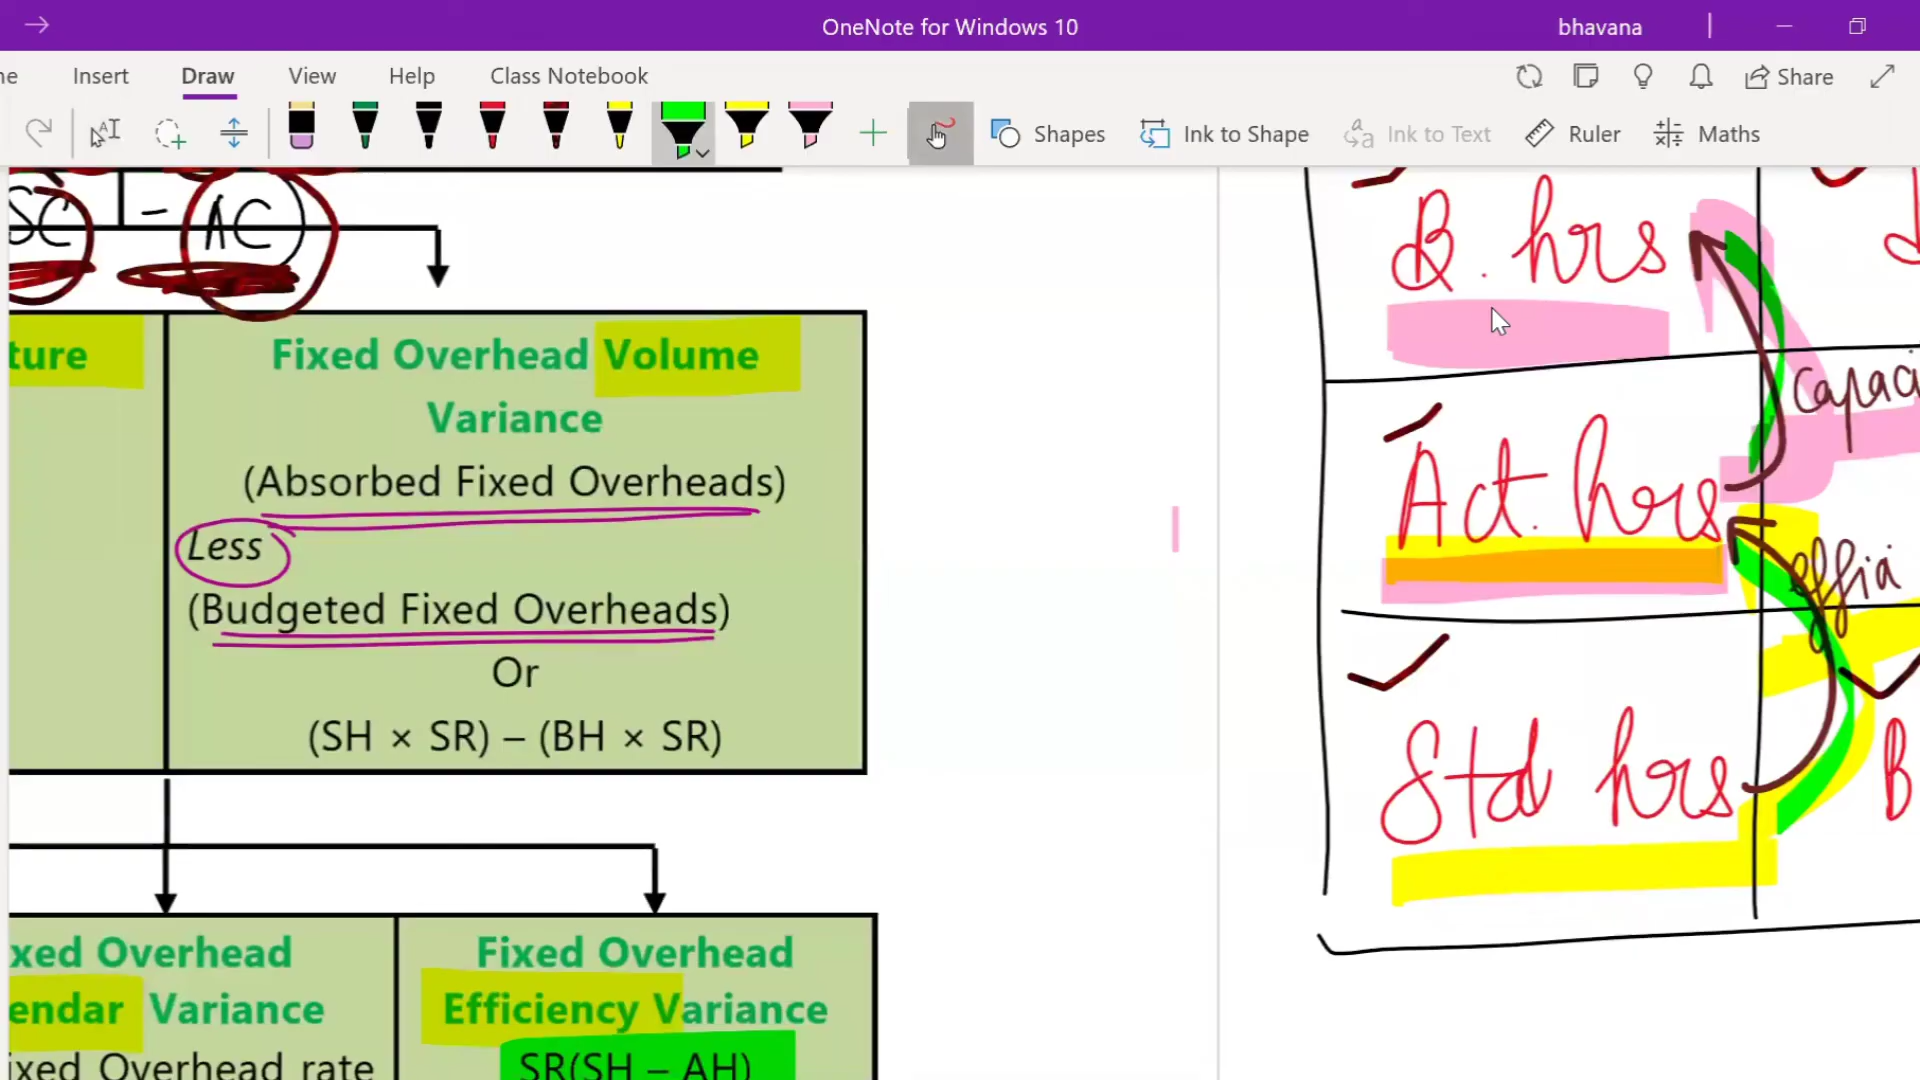 OneNote for Windows 10
bhavana
Insert
Draw
View
Help
Class Notebook
Share
Shapes
Ink to Shape
Ink to Text
Ruler
Maths
SC - AC
ture
Fixed Overhead Volume
Variance
(Absorbed Fixed Overheads)
Less
(Budgeted Fixed Overheads)
Or
(SH × SR) – (BH × SR)
xed Overhead
endar Variance
ixed Overhead rate
Fixed Overhead
Efficiency Variance
SR(SH – AH)
B. hrs
capaci
Act. hrs
Std hrs
B